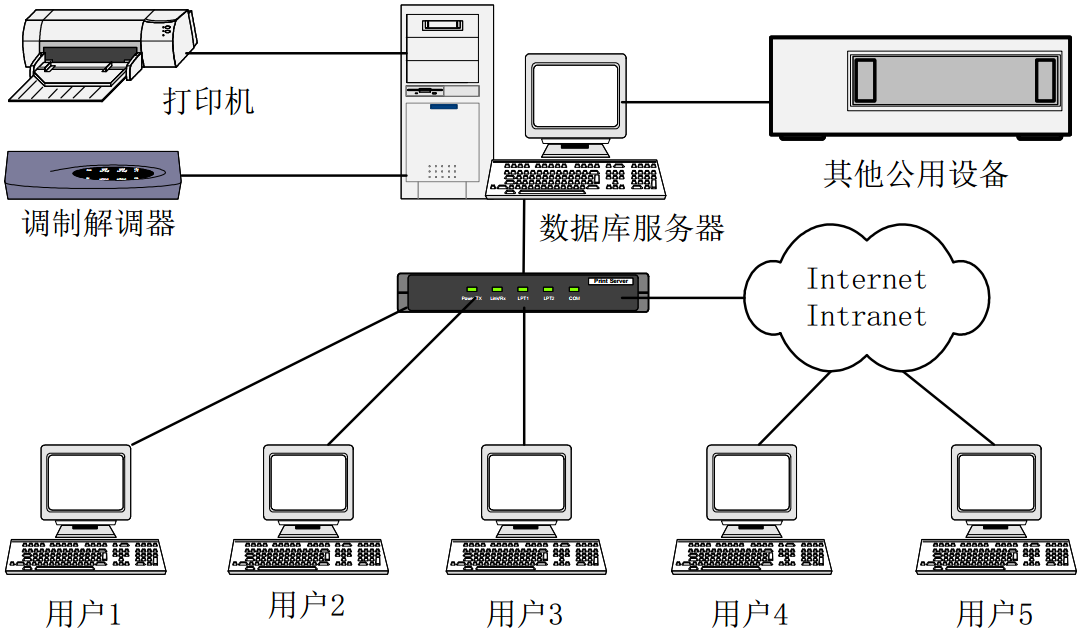 打印机
调制解调器
数据库服务器
其他公用设备
Print Server
Power TX
Link/Rx
LPT1
LPT2
COM
Internet
Intranet
用户1
用户2
用户3
用户4
用户5